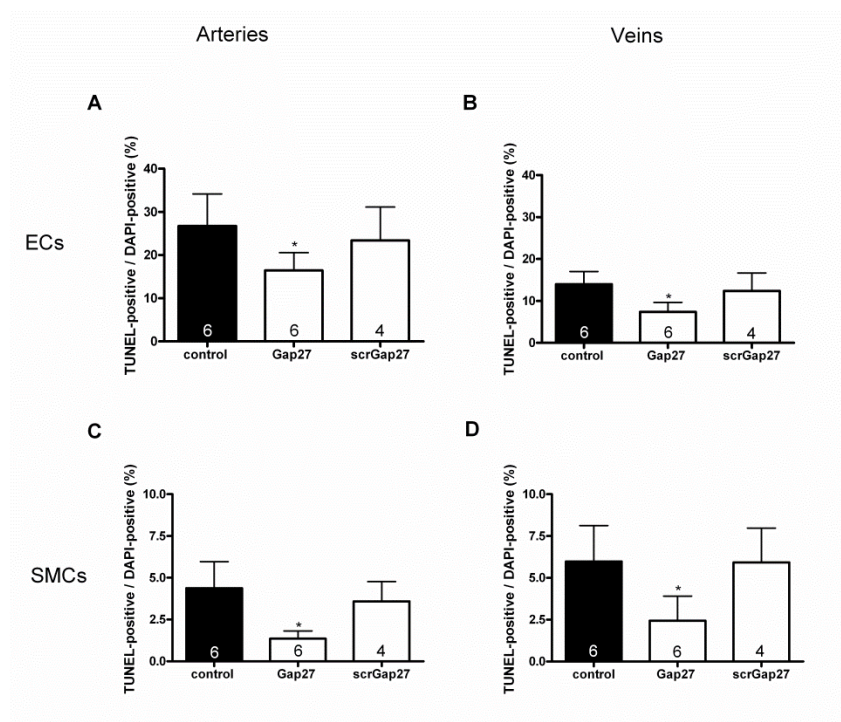 Arteries Veins
A
TUNEL-positive / DAPI-positive (%)
40
30
20
10
0
6 6 4
control Gap27 scrGap27
*
B
TUNEL-positive / DAPI-positive (%)
40
30
20
10
0
6 6 4
control Gap27 scrGap27
*
ECs
C
TUNEL-positive / DAPI-positive (%)
10.0
7.5
5.0
2.5
0.0
6 6 4
control Gap27 scrGap27
*
D
TUNEL-positive / DAPI-positive (%)
10.0
7.5
5.0
2.5
0.0
6 6 4
control Gap27 scrGap27
*
SMCs